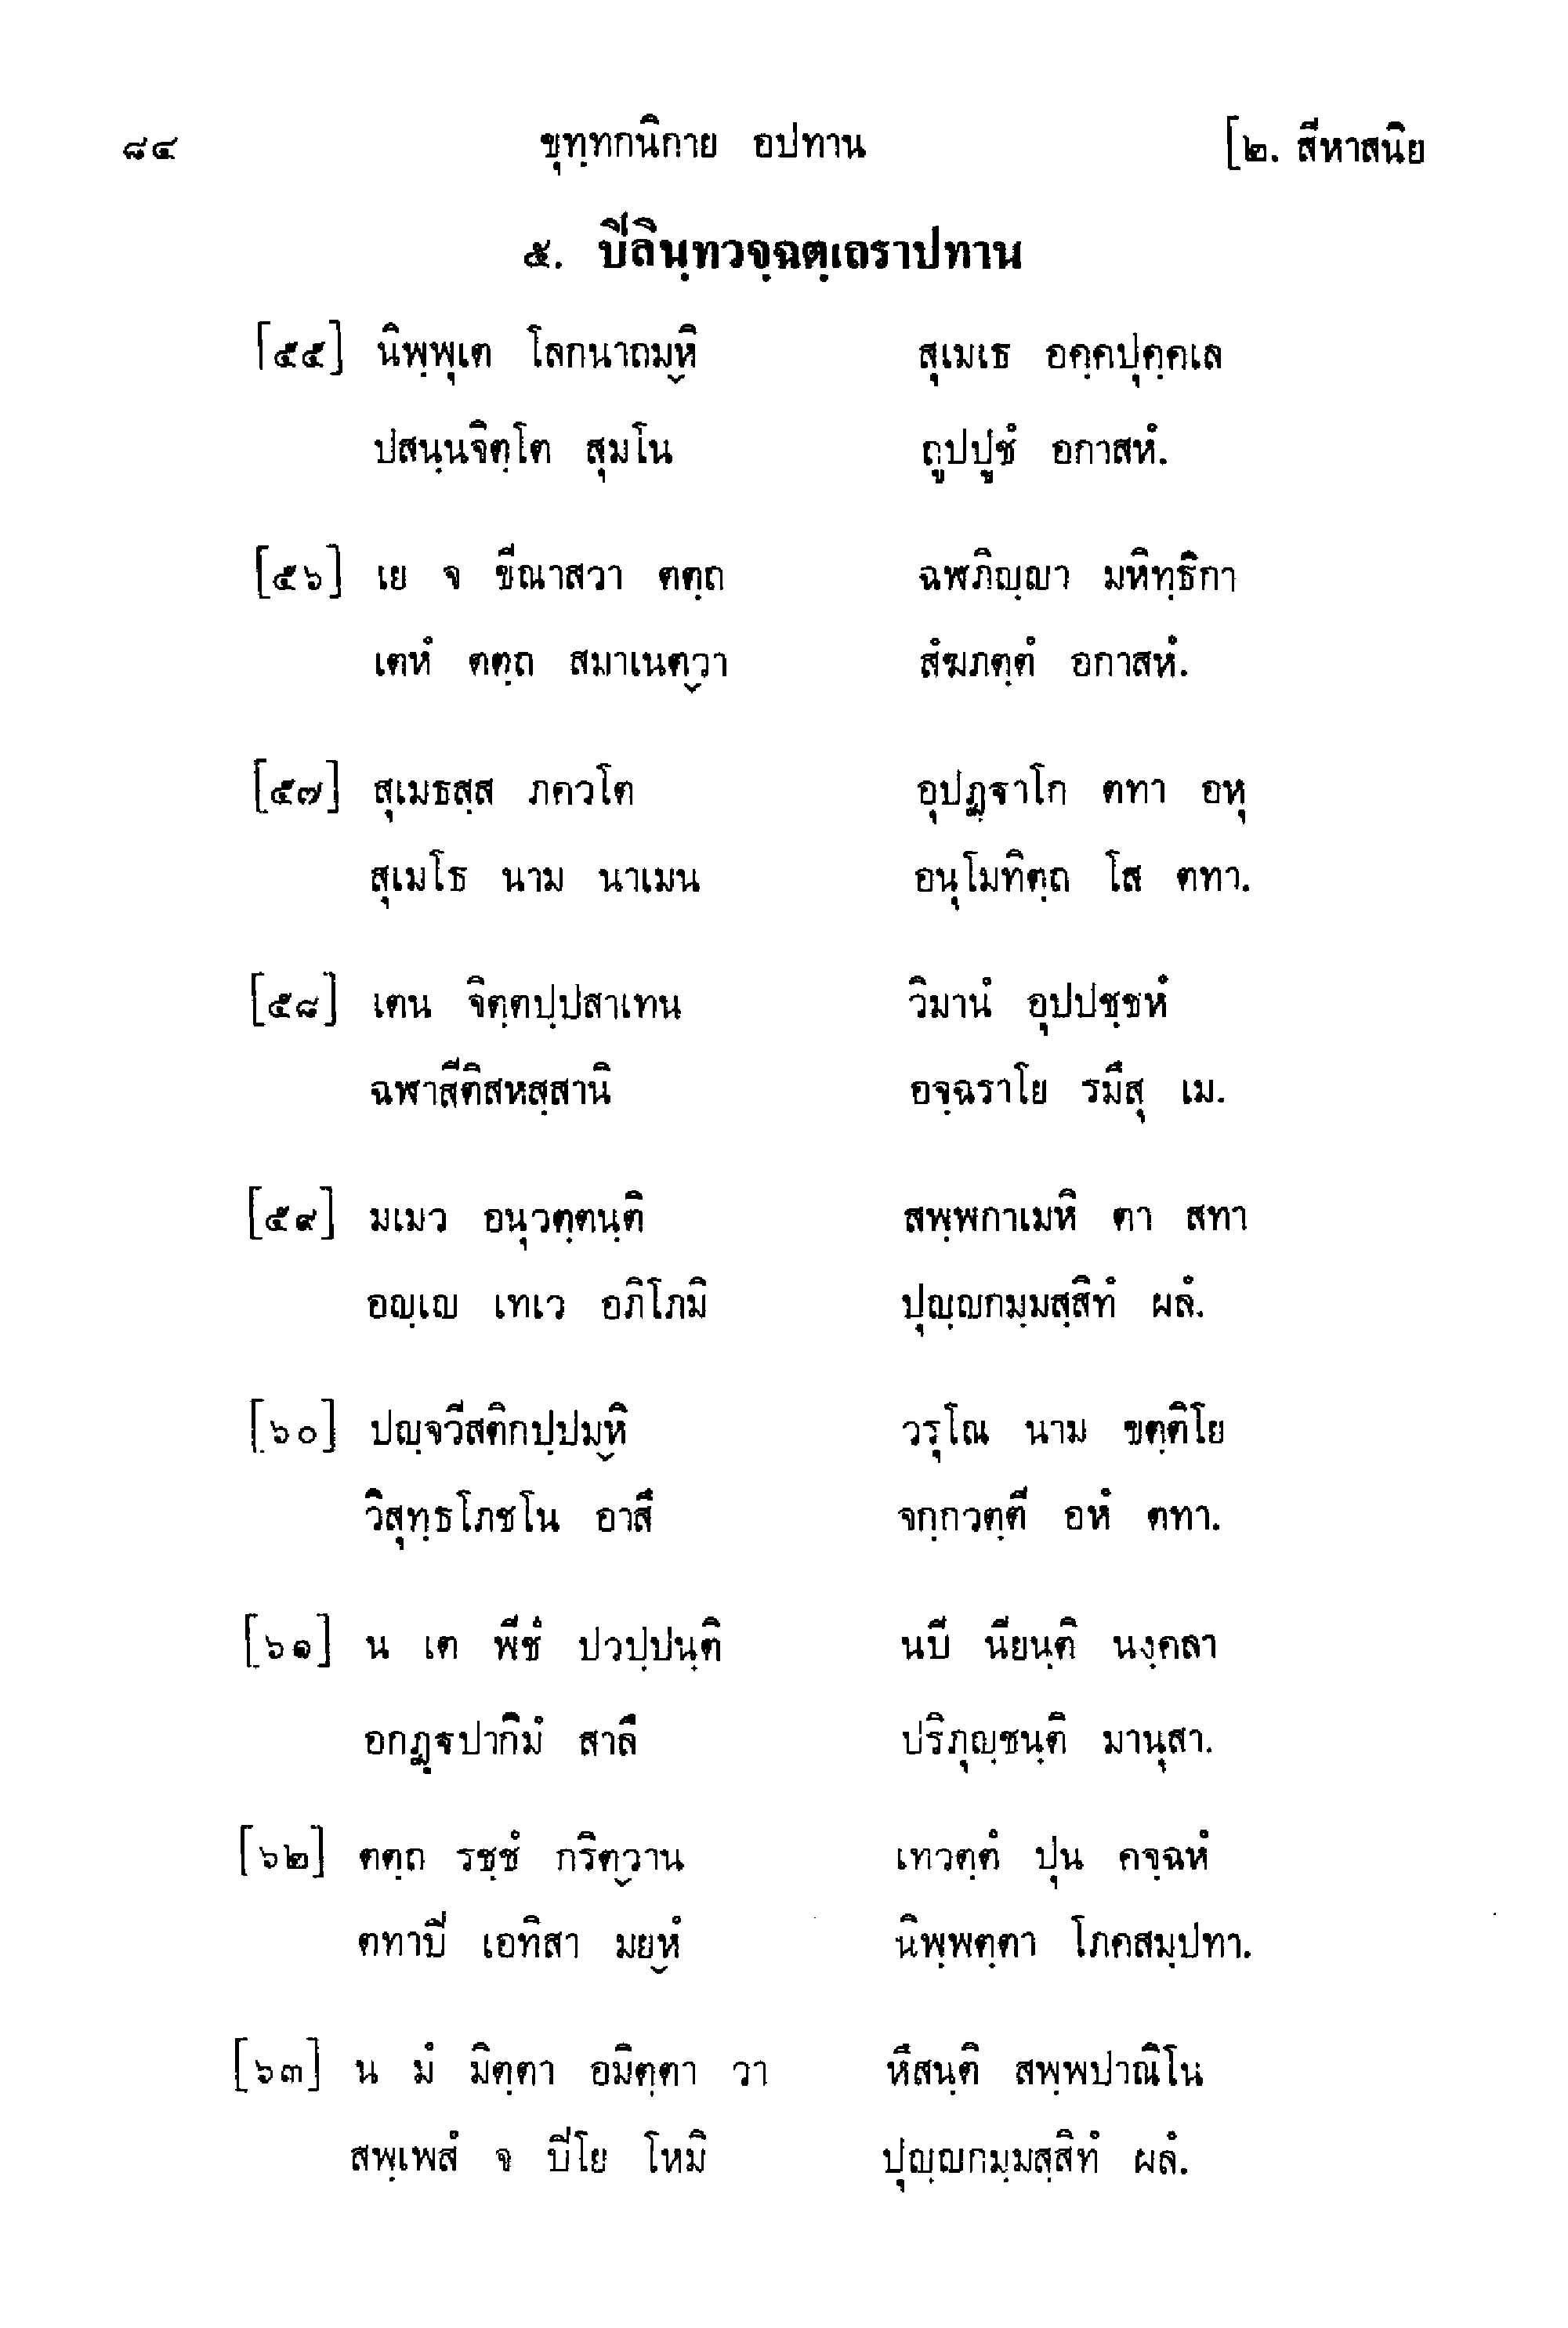 ๘๔ ขุทฺทกนิกาย อปทาน [๒. สีหาสนิย
๕. ปิลินฺทวจฺฉตฺเถราปทาน
[๕๕] นิพฺพุเต โลกนาถมฺหิ สุเมเธ อคฺคปุคฺคเล
ปสนฺนจิตฺโต สุมโน ถูปปูชํ อกาสหํ.
[๕๖] เย จ ขีณาสวา ตตฺถ ฉฬภิญฺญา มหิทฺธิกา
เตหํ ตตฺถ สมาเนตฺวา สํฆภตฺตํ อกาสหํ.
[๕๗] สุเมธสฺส ภควโต อุปฏฺฐาโก ตทา อหุ
สุเมโธ นาม นาเมน อนุโมทิตฺถ โส ตทา.
[๕๘] เตน จิตฺตปฺปสาเทน วิมานํ อุปปชฺชหํ
ฉฬาสีติสหสฺสานิ อจฺฉราโย รมึสุ เม.
[๕๙] มเมว อนุวตฺตนฺติ สพฺพกาเมหิ ตา สทา
อญฺเญ เทเว อภิโภมิ ปุญฺญกมฺมสฺสิทํ ผลํ.
[๖๐] ปญฺจวีสติกปฺปมฺหิ วรุโณ นาม ขตฺติโย
วิสุทฺธโภชโน อาสึ จกฺกวตฺตี อหํ ตทา.
[๖๑] น เต พีชํ ปวปฺปนฺติ นปิ นียนฺติ นงฺคลา
อกฏฺฐปากิมํ สาลึ ปริภุญฺชนฺติ มานุสา.
[๖๒] ตตฺถ รชฺชํ กริตฺวาน เทวตฺตํ ปุน คจฺฉหํ
ตทาปิ เอทิสา มยฺหํ นิพฺพตฺตา โภคสมฺปทา.
[๖๓] น มํ มิตฺตา อมิตฺตา วา หึสนฺติ สพฺพปาณิโน
สพฺเพสํ จ ปิโย โหมิ ปุญฺญกมฺมสฺสิทํ ผลํ.